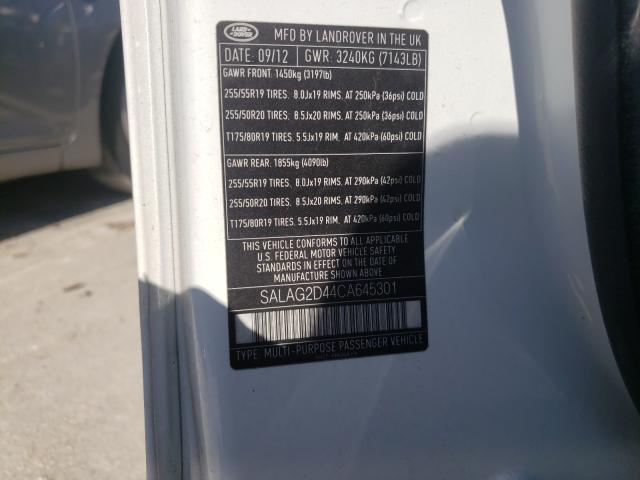 LAND ROVER
MFD BY LANDROVER IN THE UK
DATE: 09/12 GWR: 3240KG (7143LB)
GAWR FRONT: 1450kg (3197lb)
255/55R19 TIRES. 8.0Jx19 RIMS. AT 250kPa (36psi) COLD
255/50R20 TIRES. 8.5Jx20 RIMS. AT 250kPa (36psi) COLD
T175/80R19 TIRES. 5.5Jx19 RIM. AT 420kPa (60psi) COLD
GAWR REAR: 1855kg (4090lb)
255/55R19 TIRES. 8.0Jx19 RIMS. AT 290kPa (42psi) COLD
255/50R20 TIRES. 8.5Jx20 RIMS. AT 290kPa (42psi) COLD
T175/80R19 TIRES. 5.5Jx19 RIM. AT 420kPa (60psi) COLD
THIS VEHICLE CONFORMS TO ALL APPLICABLE
U.S. FEDERAL MOTOR VEHICLE
STANDARDS IN EFFECT ON THE DATE OF
MANUFACTURE SHOWN ABOVE
SALAG2D44CA645301
TYPE: MULTI-PURPOSE PASSENGER VEHICLE